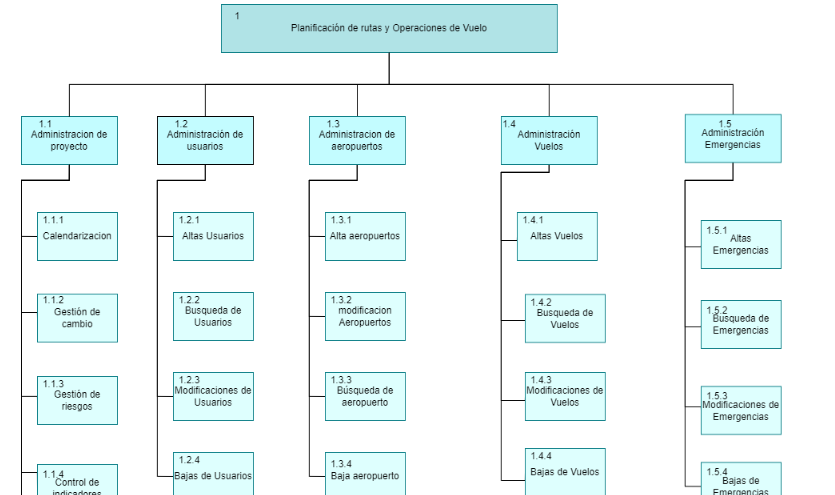 1
Planificación de rutas y Operaciones de Vuelo
1.1
Administracion de
proyecto
1.2
Administración de
usuarios
1.3
Administracion de
aeropuertos
1.4
Administración
Vuelos
1.5
Administración
Emergencias
1.1.1
Calendarizacion
1.2.1
Altas Usuarios
1.3.1
Alta aeropuertos
1.4.1
Altas Vuelos
1.5.1
Altas
Emergencias
1.1.2
Gestión de
cambio
1.2.2
Busqueda de
Usuarios
1.3.2
modificacion
Aeropuertos
1.4.2
Busqueda de
Vuelos
1.5.2
Busqueda de
Emergencias
1.1.3
Gestión de
riesgos
1.2.3
Modificaciones de
Usuarios
1.3.3
Búsqueda de
aeropuerto
1.4.3
Modificaciones de
Vuelos
1.5.3
Modificaciones de
Emergencias
1.1.4
Control de
indicadores
1.2.4
Bajas de Usuarios
1.3.4
Baja aeropuerto
1.4.4
Bajas de Vuelos
1.5.4
Bajas de
Emergencias